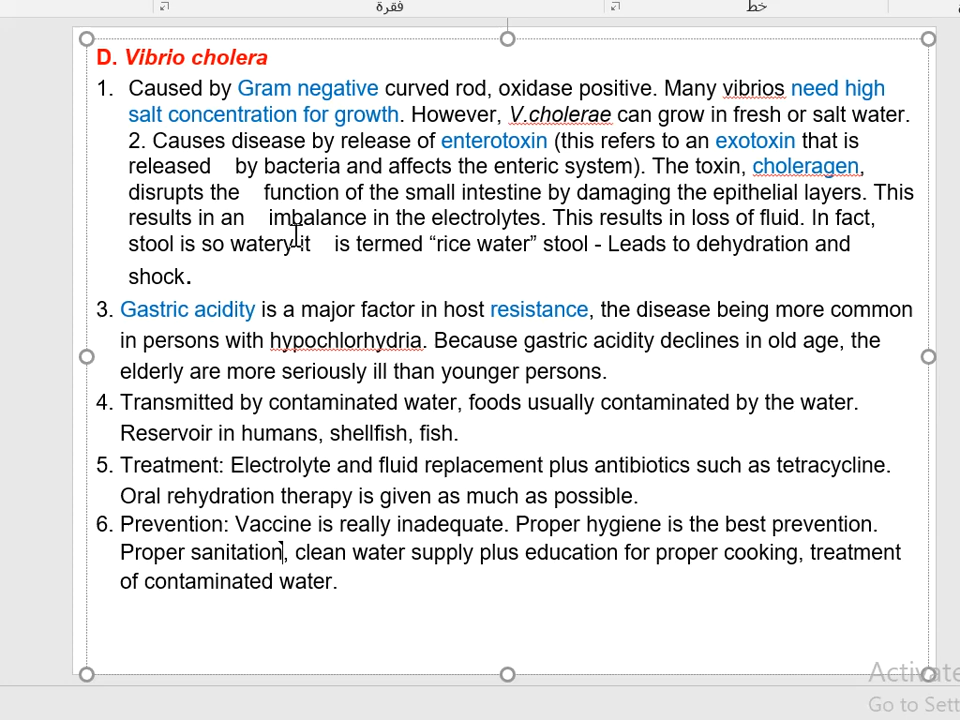 فقرة
خط
D. Vibrio cholera
1. Caused by Gram negative curved rod, oxidase positive. Many vibrios need high
salt concentration for growth. However, V.cholerae can grow in fresh or salt water.
2. Causes disease by release of enterotoxin (this refers to an exotoxin that is
released by bacteria and affects the enteric system). The toxin, choleragen,
disrupts the function of the small intestine by damaging the epithelial layers. This
results in an imbalance in the electrolytes. This results in loss of fluid. In fact,
stool is so watery it is termed “rice water” stool - Leads to dehydration and
shock.
3. Gastric acidity is a major factor in host resistance, the disease being more common
in persons with hypochlorhydria. Because gastric acidity declines in old age, the
elderly are more seriously ill than younger persons.
4. Transmitted by contaminated water, foods usually contaminated by the water.
Reservoir in humans, shellfish, fish.
5. Treatment: Electrolyte and fluid replacement plus antibiotics such as tetracycline.
Oral rehydration therapy is given as much as possible.
6. Prevention: Vaccine is really inadequate. Proper hygiene is the best prevention.
Proper sanitation, clean water supply plus education for proper cooking, treatment
of contaminated water.
Activate
Go to Sett